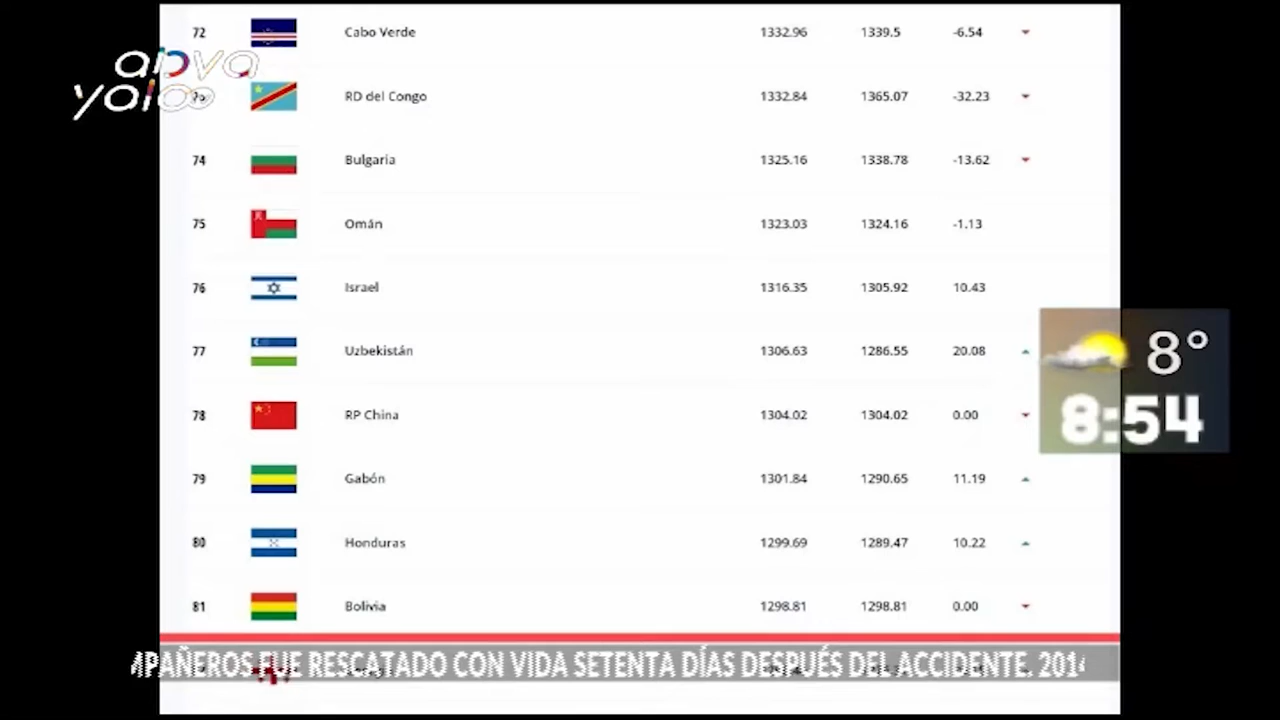 72 Cabo Verde 1332.96 1339.5 -6.54
abya
yala
RD del Congo 1332.84 1365.07 -32.23
74 Bulgaria 1325.16 1338.78 -13.62
75 Omán 1323.03 1324.16 -1.13
76 Israel 1316.35 1305.92 10.43
77 Uzbekistán 1306.63 1286.55 20.08
8°
78 RP China 1304.02 1304.02 0.00
8:54
79 Gabón 1301.84 1290.65 11.19
80 Honduras 1299.69 1289.47 10.22
81 Bolivia 1298.81 1298.81 0.00
MPAÑEROS FUE RESCATADO CON VIDA SETENTA DÍAS DESPUÉS DEL ACCIDENTE. 2014